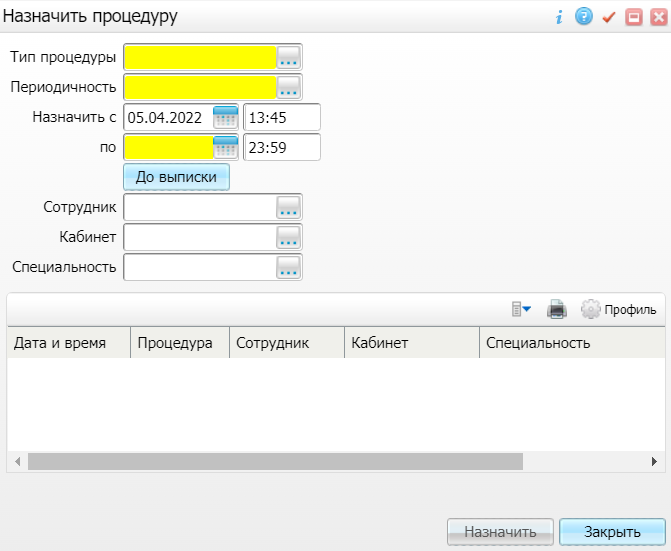 Назначить процедуру
Тип процедуры
Периодичность
Назначить с 05.04.2022 13:45
по 23:59
До выписки
Сотрудник
Кабинет
Специальность
Профиль
Дата и время Процедура Сотрудник Кабинет Специальность
Назначить Закрыть